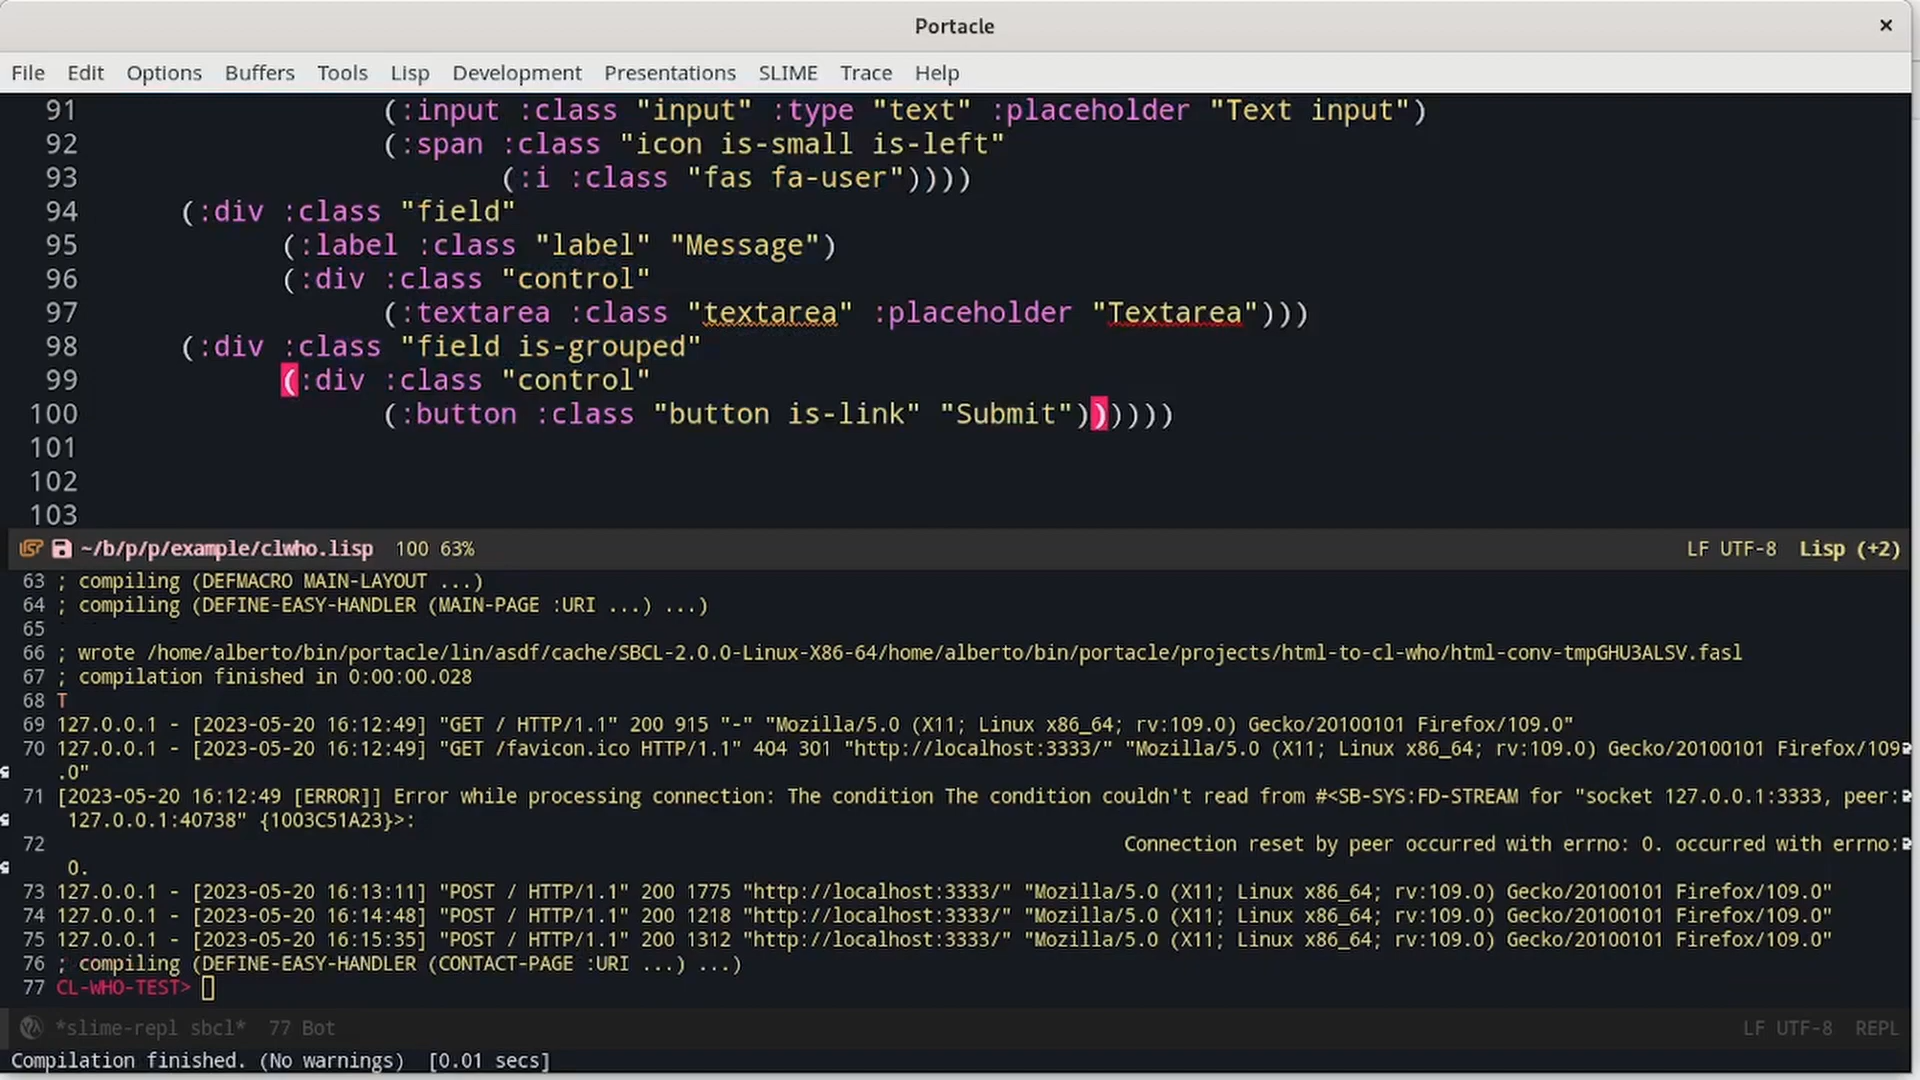 Portacle ×
File Edit Options Buffers Tools Lisp Development Presentations SLIME Trace Help
91 (:input :class "input" :type "text" :placeholder "Text input")
92 (:span :class "icon is-small is-left"
93 (:i :class "fas fa-user"))))
94 (:div :class "field"
95 (:label :class "label" "Message")
96 (:div :class "control"
97 (:textarea :class "textarea" :placeholder "Textarea")))
98 (:div :class "field is-grouped"
99 (:div :class "control"
100 (:button :class "button is-link" "Submit"))))))
101
102
103
~/b/p/p/example/clwho.lisp 100 63% LF UTF-8 Lisp (+2)
63 ; compiling (DEFMACRO MAIN-LAYOUT ...)
64 ; compiling (DEFINE-EASY-HANDLER (MAIN-PAGE :URI ...) ...)
65
66 ; wrote /home/alberto/bin/portacle/lin/asdf/cache/SBCL-2.0.0-Linux-X86-64/home/alberto/bin/portacle/projects/html-to-cl-who/html-conv-tmpGHU3ALSV.fasl
67 ; compilation finished in 0:00:00.028
68 T
69 127.0.0.1 - [2023-05-20 16:12:49] "GET / HTTP/1.1" 200 915 "-" "Mozilla/5.0 (X11; Linux x86_64; rv:109.0) Gecko/20100101 Firefox/109.0"
70 127.0.0.1 - [2023-05-20 16:12:49] "GET /favicon.ico HTTP/1.1" 404 301 "http://localhost:3333/" "Mozilla/5.0 (X11; Linux x86_64; rv:109.0) Gecko/20100101 Firefox/109
.0"
71 [2023-05-20 16:12:49 [ERROR]] Error while processing connection: The condition The condition couldn't read from #<SB-SYS:FD-STREAM for "socket 127.0.0.1:3333, peer:
127.0.0.1:40738" {1003C51A23}>:
72 Connection reset by peer occurred with errno: 0. occurred with errno:
0.
73 127.0.0.1 - [2023-05-20 16:13:11] "POST / HTTP/1.1" 200 1775 "http://localhost:3333/" "Mozilla/5.0 (X11; Linux x86_64; rv:109.0) Gecko/20100101 Firefox/109.0"
74 127.0.0.1 - [2023-05-20 16:14:48] "POST / HTTP/1.1" 200 1218 "http://localhost:3333/" "Mozilla/5.0 (X11; Linux x86_64; rv:109.0) Gecko/20100101 Firefox/109.0"
75 127.0.0.1 - [2023-05-20 16:15:35] "POST / HTTP/1.1" 200 1312 "http://localhost:3333/" "Mozilla/5.0 (X11; Linux x86_64; rv:109.0) Gecko/20100101 Firefox/109.0"
76 ; compiling (DEFINE-EASY-HANDLER (CONTACT-PAGE :URI ...) ...)
77 CL-WHO-TEST>
*slime-repl sbcl* 77 Bot LF UTF-8 REPL
Compilation finished. (No warnings) [0.01 secs]